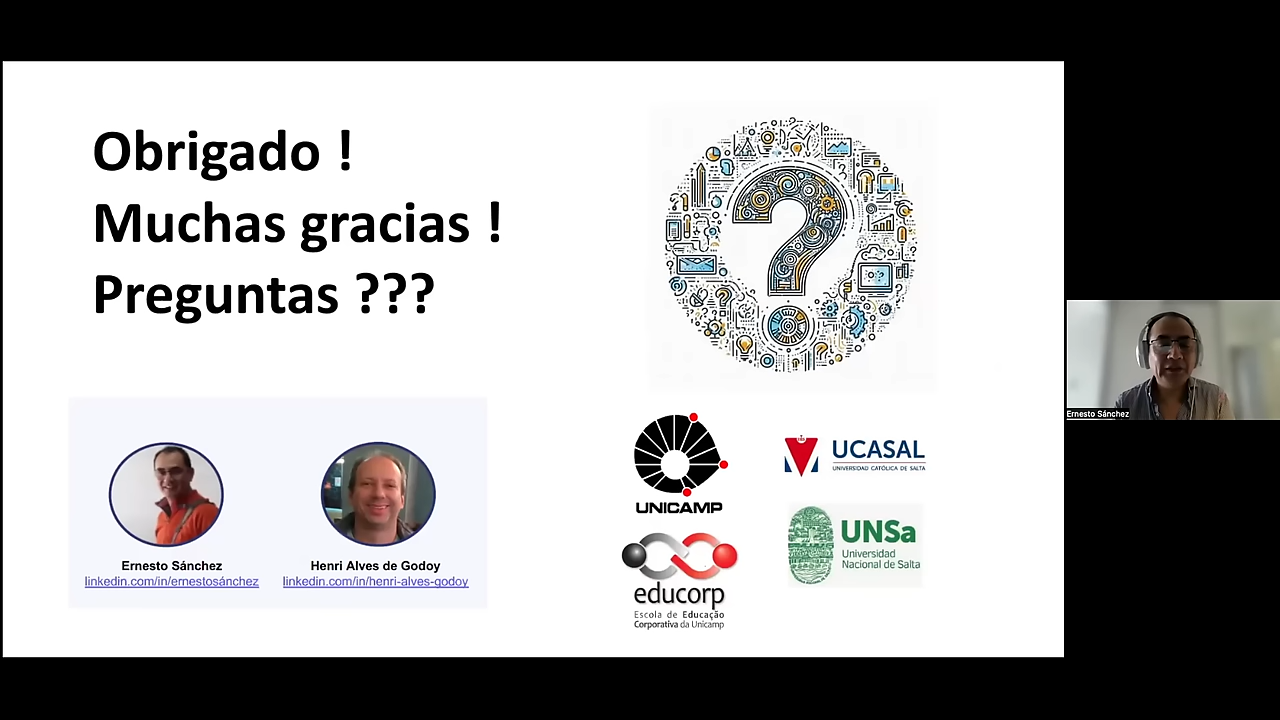 Obrigado !
Muchas gracias !
Preguntas ???
Ernesto Sánchez
linkedin.com/in/ernestosánchez
Henri Alves de Godoy
linkedin.com/in/henri-alves-godoy
UNICAMP
educorp
Escola de Educação
Corporativa da Unicamp
UCASAL
UNIVERSIDAD CATÓLICA DE SALTA
UNSa
Universidad
Nacional de Salta
Ernesto Sánchez